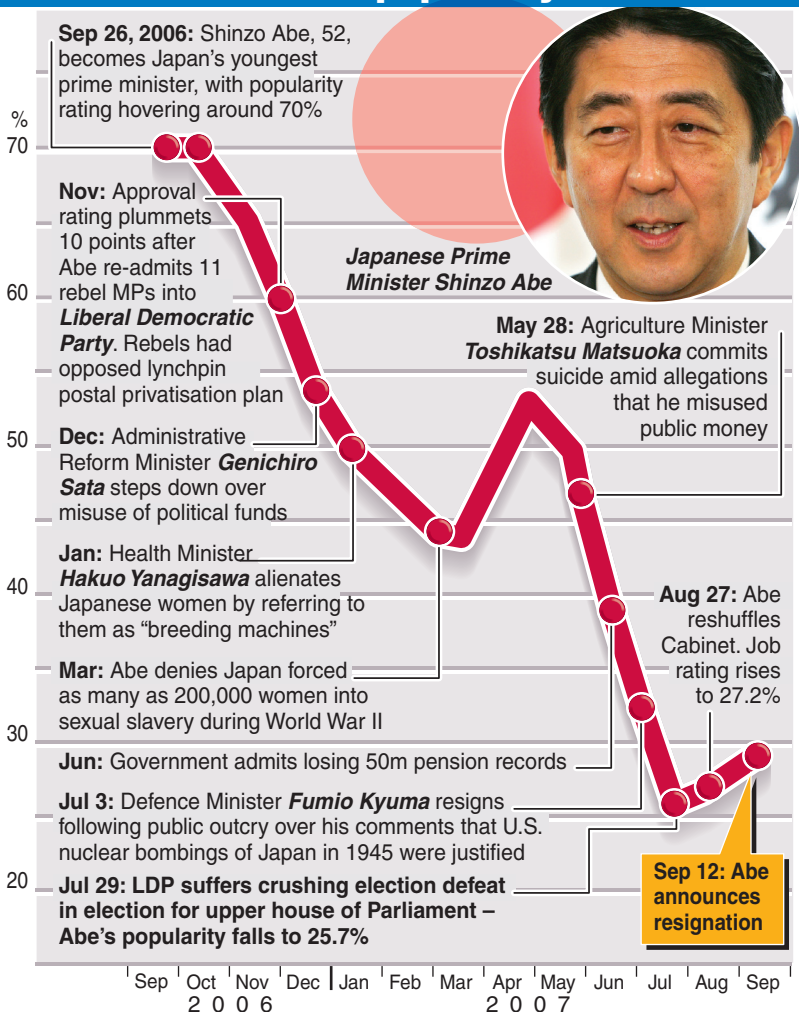 Sep 26, 2006: Shinzo Abe, 52,
becomes Japan's youngest
prime minister, with popularity
rating hovering around 70%
%
70
60
50
40
30
20
Nov: Approval
rating plummets
10 points after
Abe re-admits 11
rebel MPs into
Liberal Democratic
Party. Rebels had
opposed lynchpin
postal privatisation plan
Japanese Prime
Minister Shinzo Abe
May 28: Agriculture Minister
Toshikatsu Matsuoka commits
suicide amid allegations
that he misused
public money
Dec: Administrative
Reform Minister Genichiro
Sata steps down over
misuse of political funds
Jan: Health Minister
Hakuo Yanagisawa alienates
Japanese women by referring to
them as “breeding machines”
Aug 27: Abe
reshuffles
Cabinet. Job
rating rises
to 27.2%
Mar: Abe denies Japan forced
as many as 200,000 women into
sexual slavery during World War II
Jun: Government admits losing 50m pension records
Jul 3: Defence Minister Fumio Kyuma resigns
following public outcry over his comments that U.S.
nuclear bombings of Japan in 1945 were justified
Jul 29: LDP suffers crushing election defeat
in election for upper house of Parliament –
Abe's popularity falls to 25.7%
Sep 12: Abe
announces
resignation
Sep Oct Nov Dec Jan Feb Mar Apr May Jun Jul Aug Sep
2006 2007